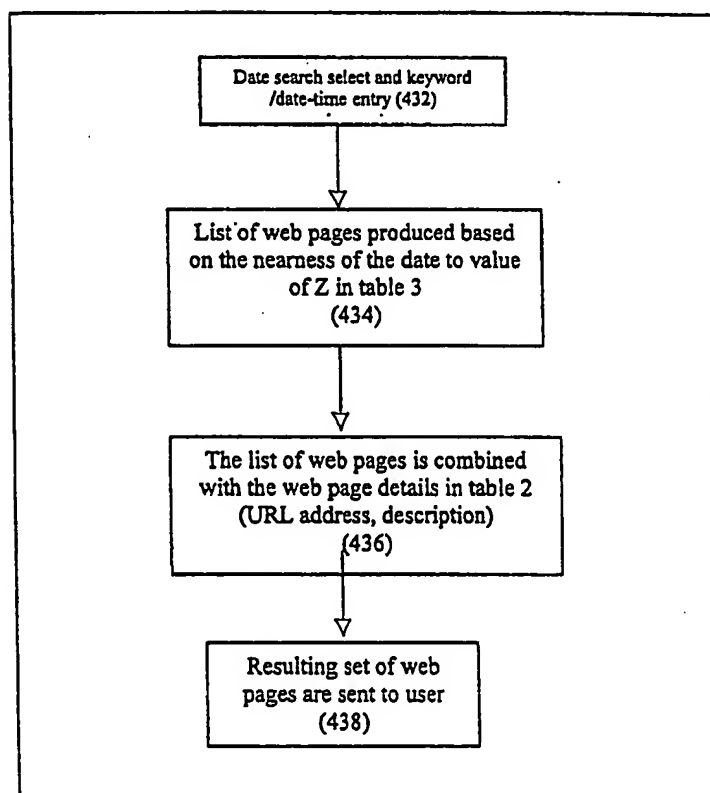 Date search select and keyword
/date-time entry (432)
List of web pages produced based
on the nearness of the date to value
of Z in table 3
(434)
The list of web pages is combined
with the web page details in table 2
(URL address, description)
(436)
Resulting set of web
pages are sent to user
(438)